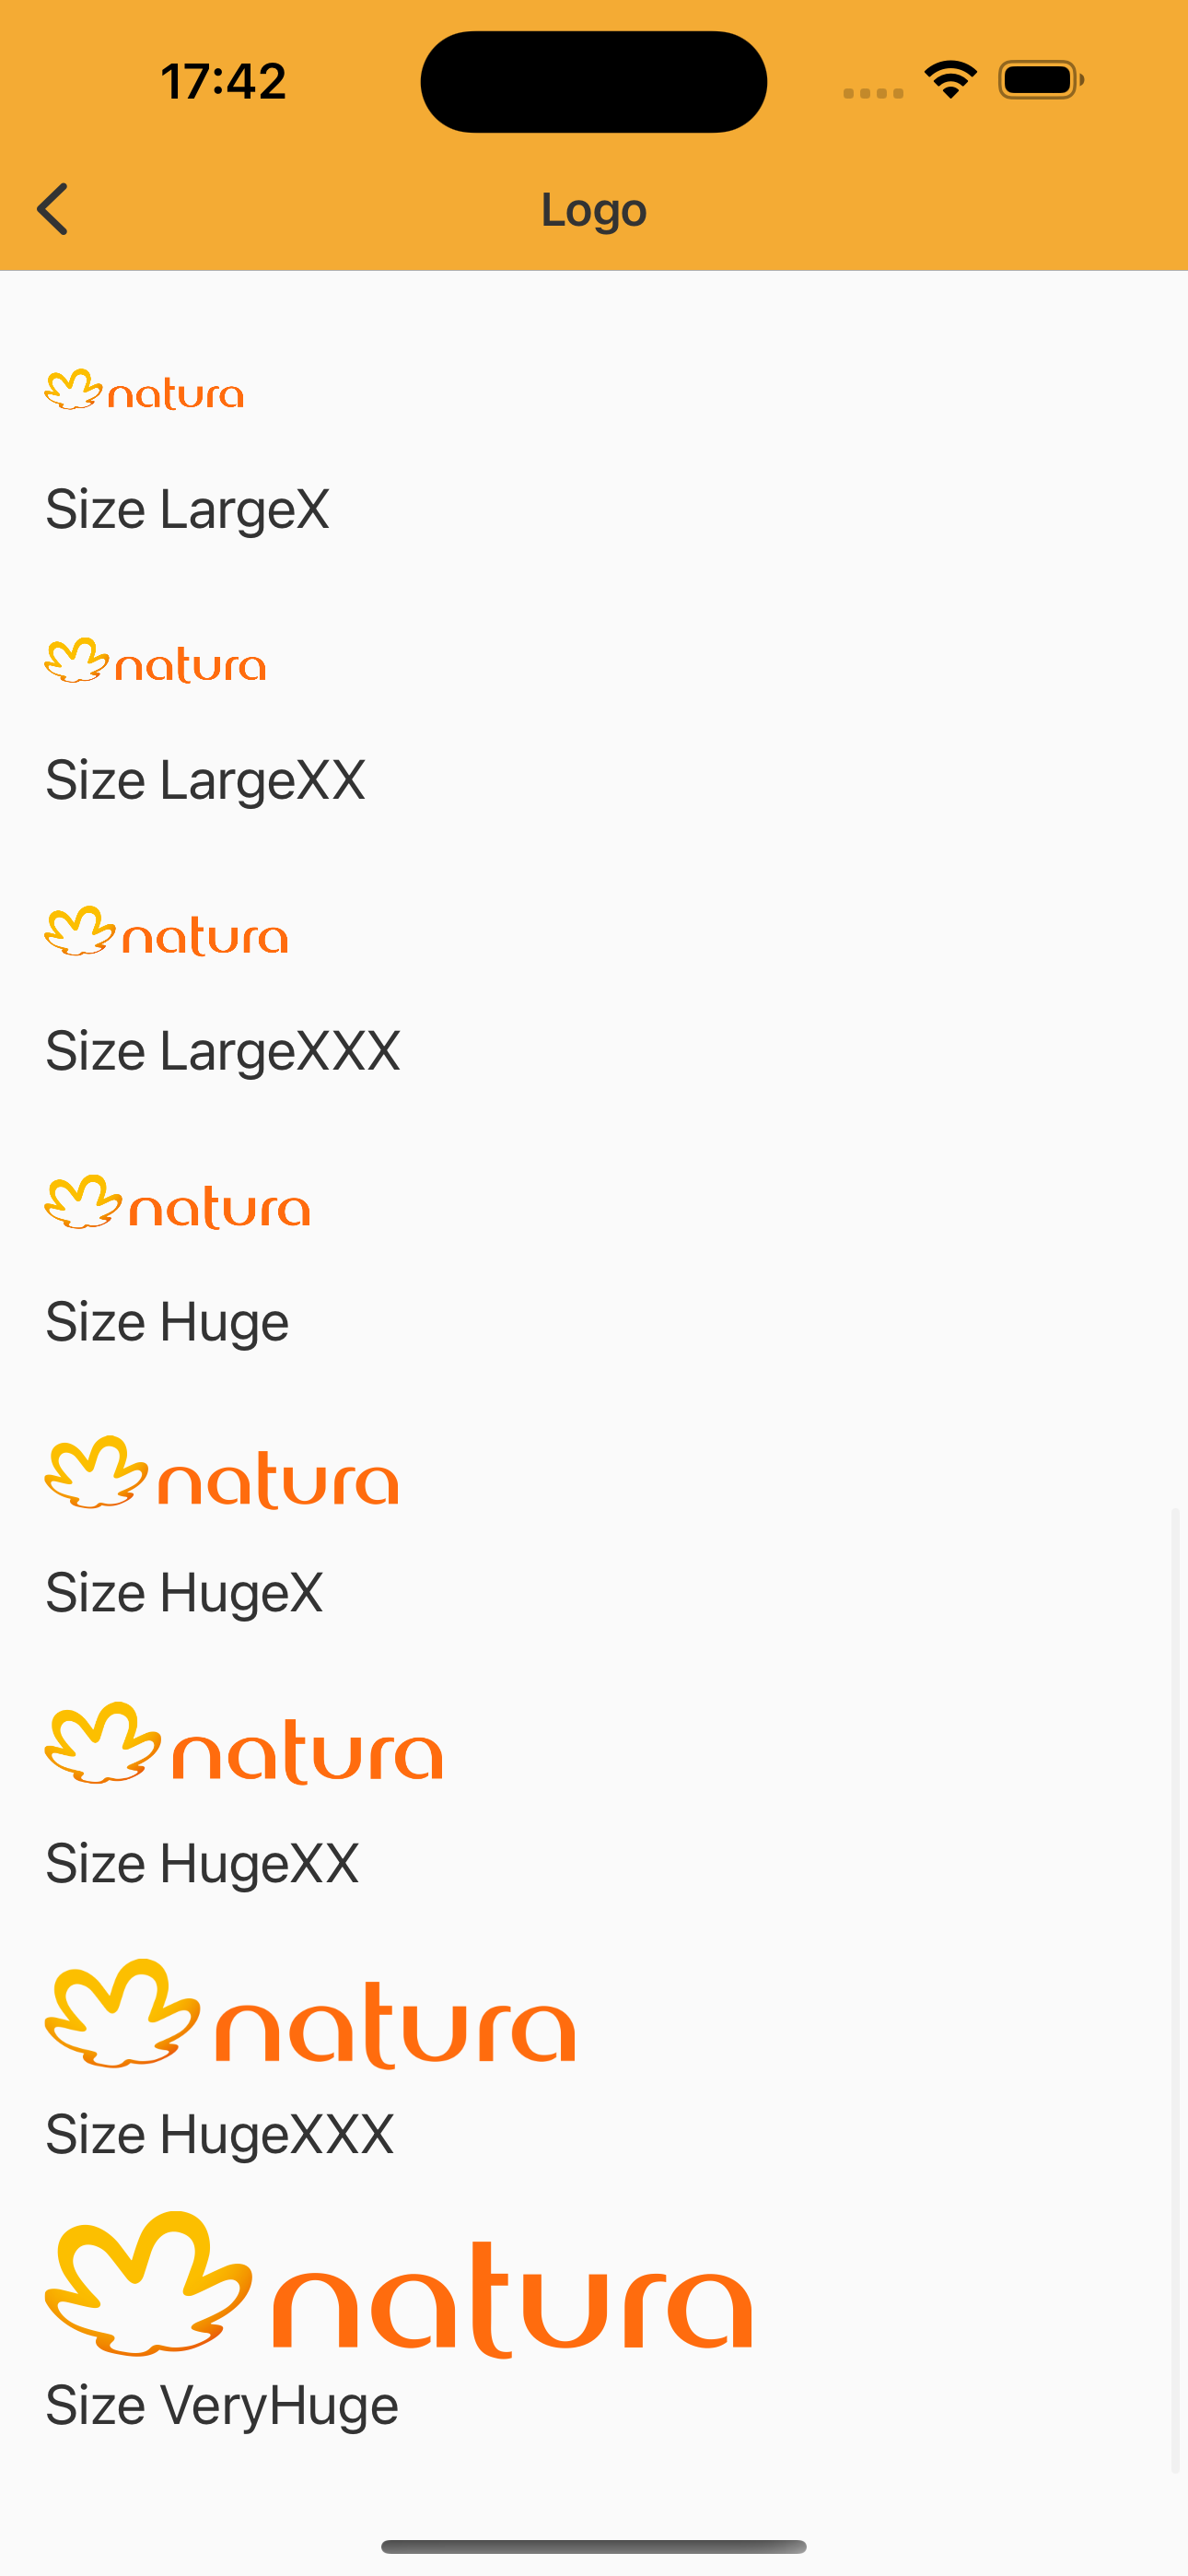 17:42
Logo
natura
Size LargeX
natura
Size LargeXX
natura
Size LargeXXX
natura
Size Huge
natura
Size HugeX
natura
Size HugeXX
natura
Size HugeXXX
natura
Size VeryHuge